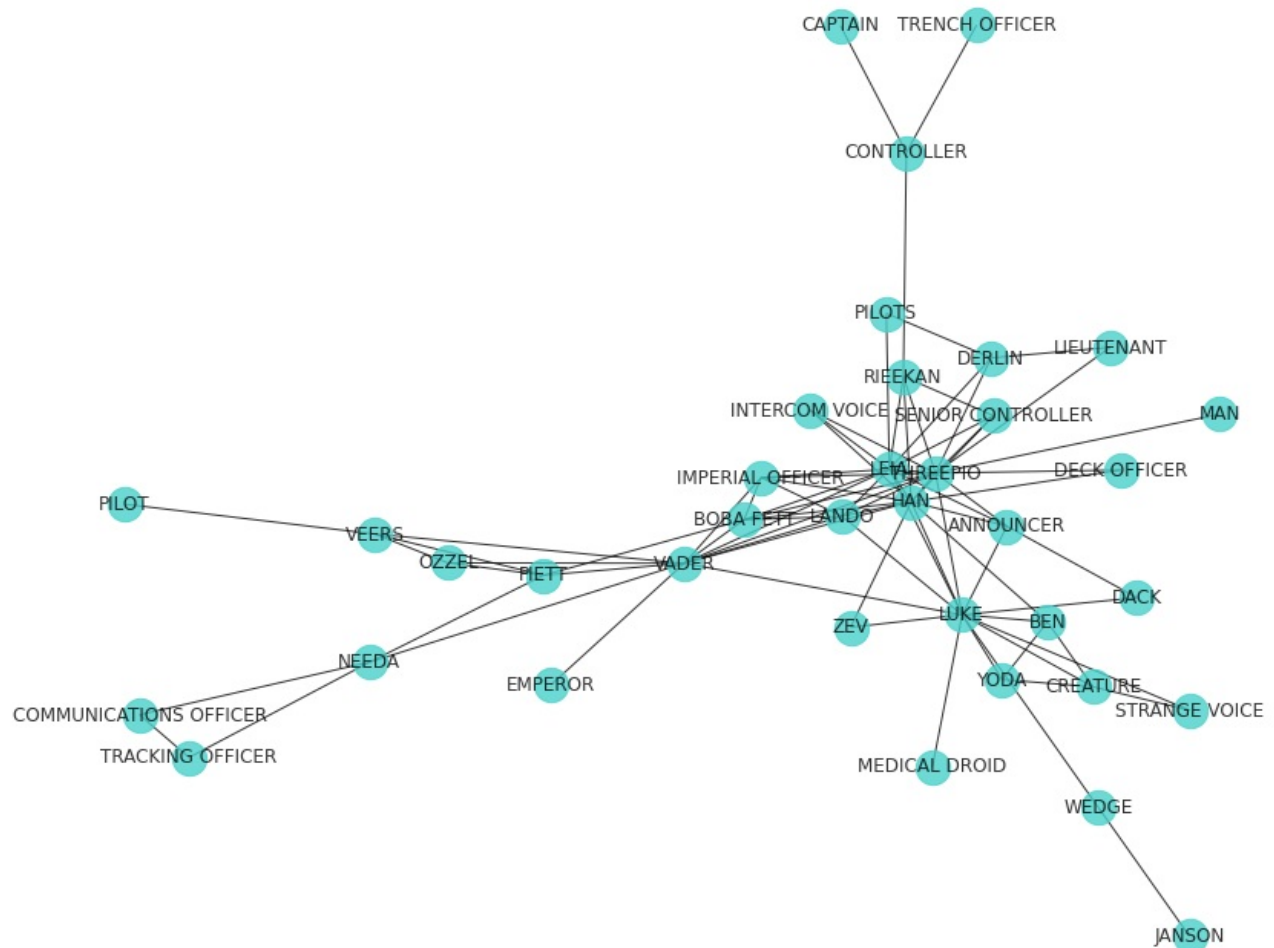 CAPTAIN
TRENCH OFFICER
CONTROLLER
PILOTS
DERLIN
LIEUTENANT
RIEEKAN
INTERCOM VOICE
SENIOR CONTROLLER
MAN
LEIA
THREEPIO
DECK OFFICER
IMPERIAL OFFICER
HAN
PILOT
BOBA FETT
LANDO
ANNOUNCER
VEERS
OZZEL
PIETT
VADER
DACK
ZEV
LUKE
BEN
NEEDA
EMPEROR
YODA
CREATURE
STRANGE VOICE
COMMUNICATIONS OFFICER
TRACKING OFFICER
MEDICAL DROID
WEDGE
JANSON